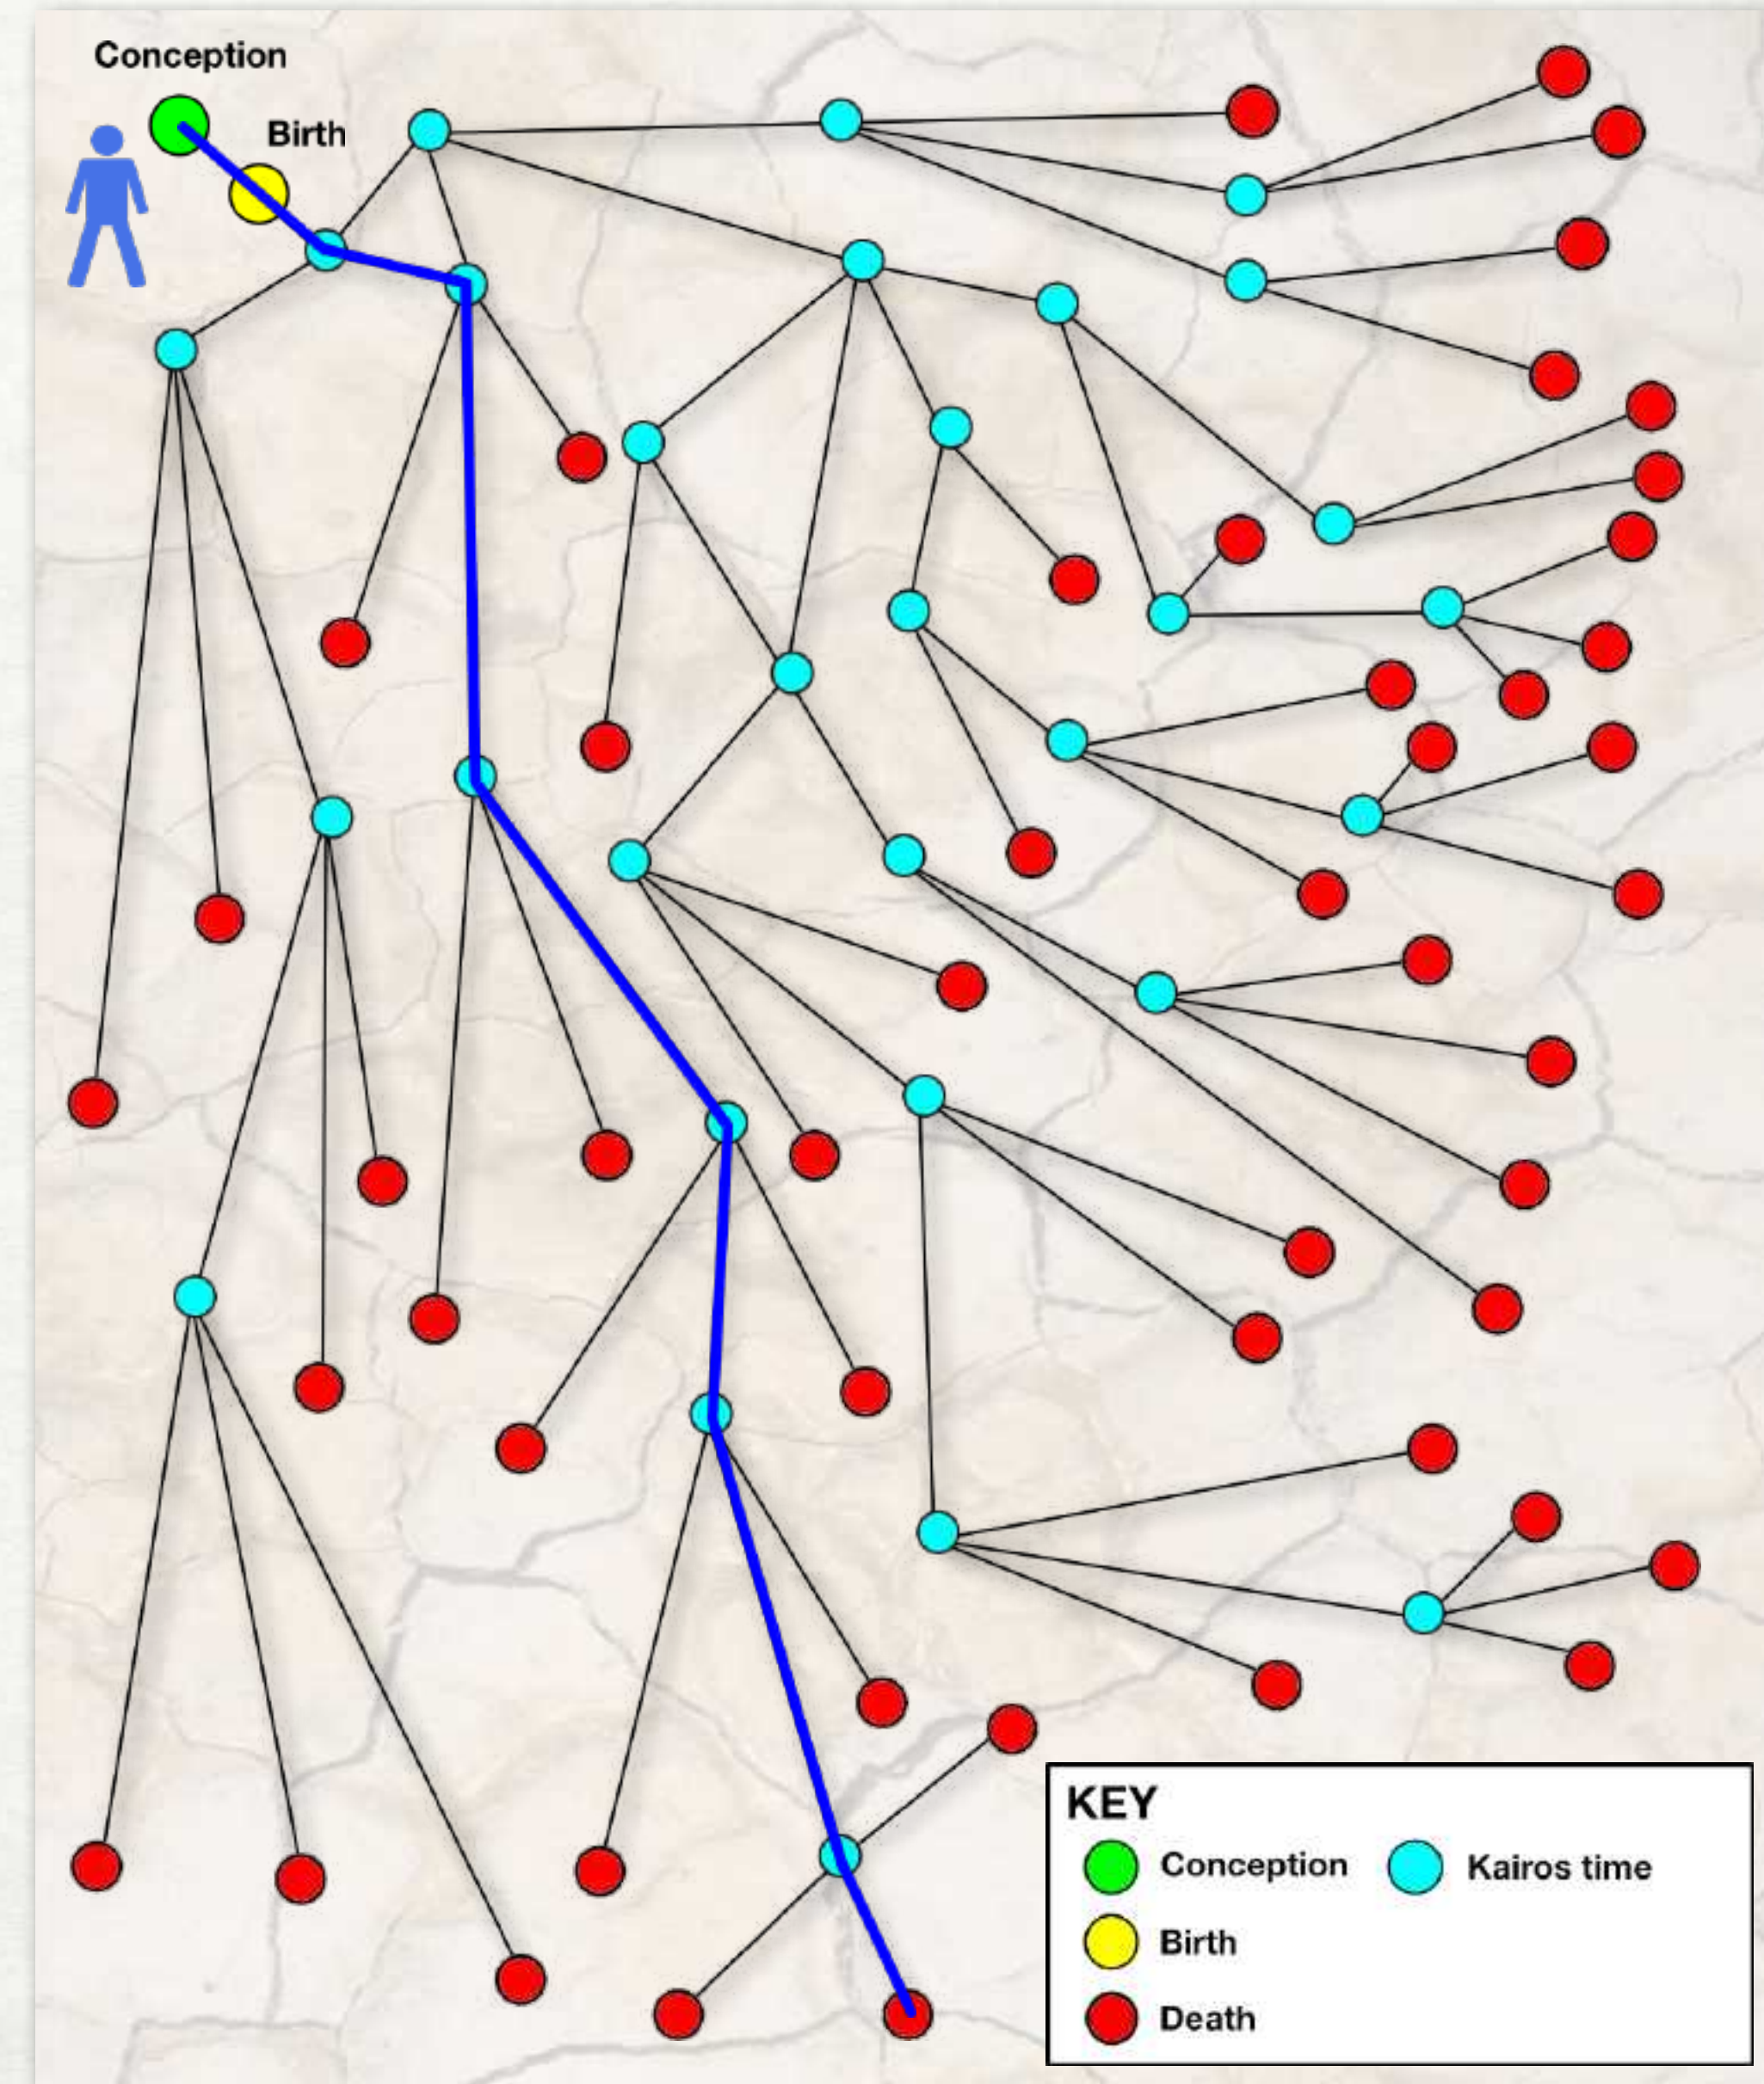 Conception
Birth
KEY
Conception
Kairos time
Birth
Death